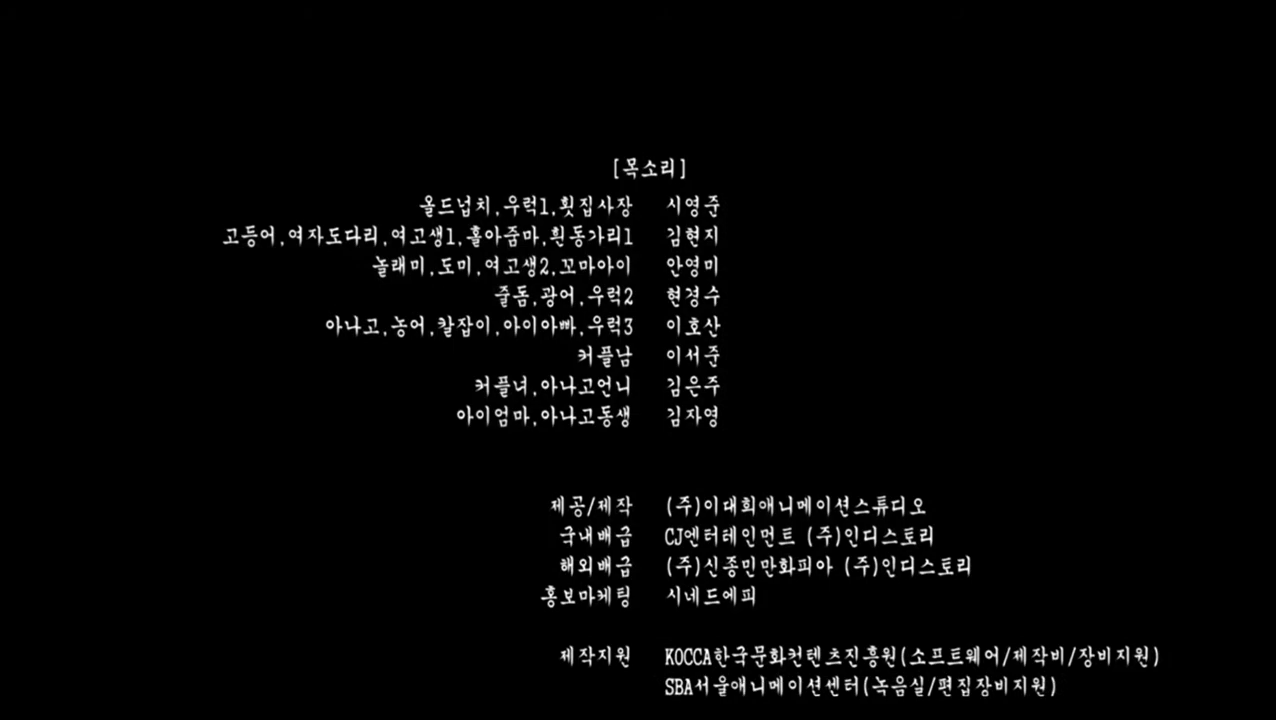 [목소리]
올드넙치,우럭1,횟집사장 시영준
고등어,여자도다리,여고생1,홀아줌마,흰동가리1 김현지
놀래미,도미,여고생2,꼬마아이 안영미
줄돔,광어,우럭2 현경수
아나고,농어,칼잡이,아이아빠,우럭3 이호산
커플남 이서준
커플녀,아나고언니 김은주
아이엄마,아나고동생 김자영
제공/제작 (주)이대희애니메이션스튜디오
국내배급 CJ엔터테인먼트 (주)인디스토리
해외배급 (주)신종민만화피아 (주)인디스토리
홍보마케팅 시네드에피
제작지원 KOCCA한국문화컨텐츠진흥원(소프트웨어/제작비/장비지원)
SBA서울애니메이션센터(녹음실/편집장비지원)